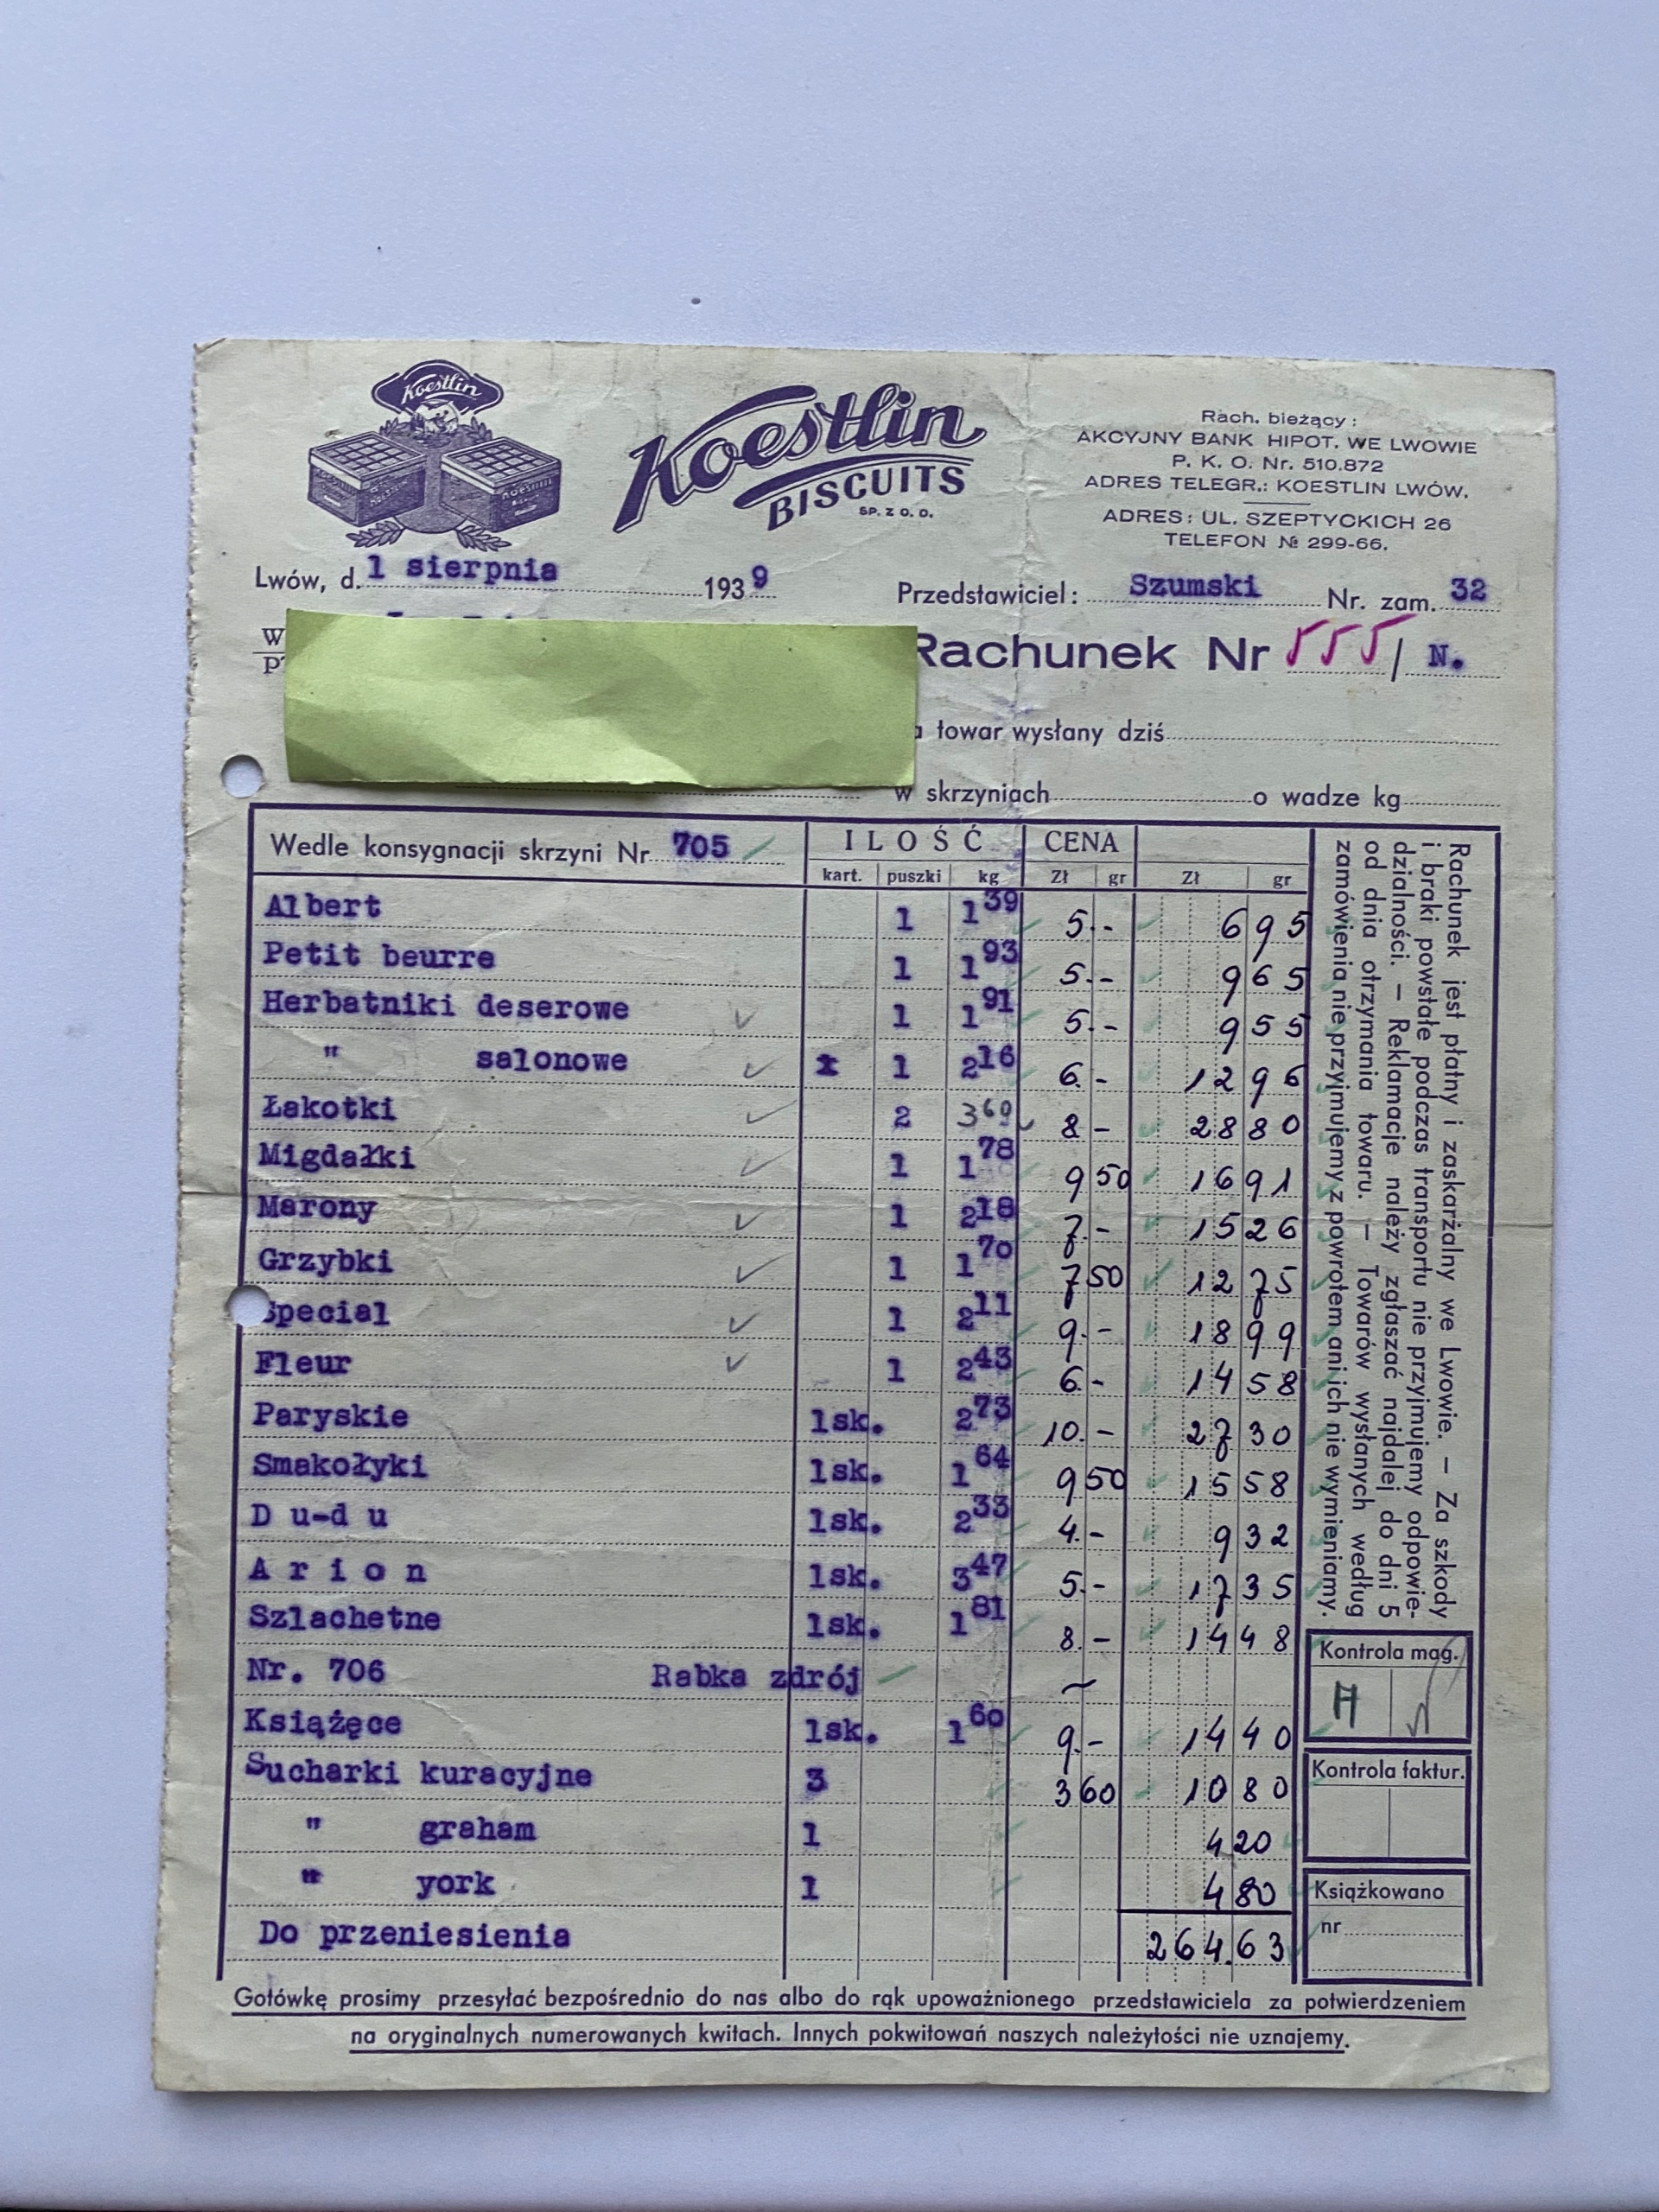 Koestlin
Koestlin
BISCUITS
SP. Z O. O.
Rach. bieżący :
AKCYJNY BANK HIPOT. WE LWOWIE
P. K. O. Nr. 510.872
ADRES TELEGR.: KOESTLIN LWÓW.
ADRES: UL. SZEPTYCKICH 26
TELEFON № 299-66.
Lwów, d. 1 sierpnia 1939
Przedstawiciel: Szumski Nr. zam. 32
Rachunek Nr 555/ N.
towar wysłany dziś
w skrzyniach o wadze kg
Wedle konsygnacji skrzyni Nr. 705 ILOŚĆ CENA
kart. puszki kg Zł gr Zł gr
Albert 1 1 39 5.- 6 95
Petit beurre 1 1 93 5.- 9 65
Herbatniki deserowe 1 1 91 5.- 9 55
" salonowe 1 2 16 6.- 12 96
Łakotki 2 3 60 8 - 28 80
Migdałki 1 1 78 9 50 16 91
Marony 1 2 18 7.- 15 26
Grzybki 1 1 70 7 50 12 75
Special 1 2 11 9.- 18 99
Fleur 1 2 43 6.- 14 58
Paryskie 1sk. 2 73 10.- 27 30
Smakołyki 1sk. 1 64 9 50 15 58
D u-d u 1sk. 2 33 4.- 9 32
A r i o n 1sk. 3 47 5.- 17 35
Szlachetne 1sk. 1 81 8.- 14 48
Nr. 706 Rabka zdrój
Książęce 1sk. 1 60 9.- 14 40
Sucharki kuracyjne 3 3 60 10 80
" graham 1 4 20
" york 1 4 80
Do przeniesienia 264.63
Rachunek jest płatny i zaskarżalny we Lwowie. — Za szkody
i braki powstałe podczas transportu nie przyjmujemy odpowie-
dzialności. — Reklamacje należy zgłaszać najdalej do dni 5
od dnia otrzymania towaru. — Towarów wysłanych według
zamówienia nie przyjmujemy z powrotem ani ich nie wymieniamy.
Kontrola mag.
Kontrola faktur.
Książkowano
nr
Gotówkę prosimy przesyłać bezpośrednio do nas albo do rąk upoważnionego przedstawiciela za potwierdzeniem
na oryginalnych numerowanych kwitach. Innych pokwitowań naszych należytości nie uznajemy.